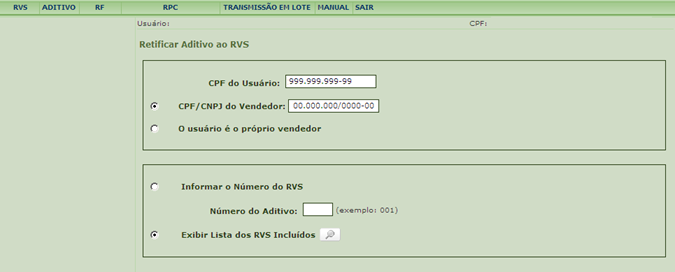 RVS ADITIVO RF RPC TRANSMISSÃO EM LOTE MANUAL SAIR
Usuário: CPF:
Retificar Aditivo ao RVS
CPF do Usuário: 999.999.999-99
CPF/CNPJ do Vendedor: 00.000.000/0000-00
O usuário é o próprio vendedor
Informar o Número do RVS
Número do Aditivo: (exemplo: 001)
Exibir Lista dos RVS Incluídos